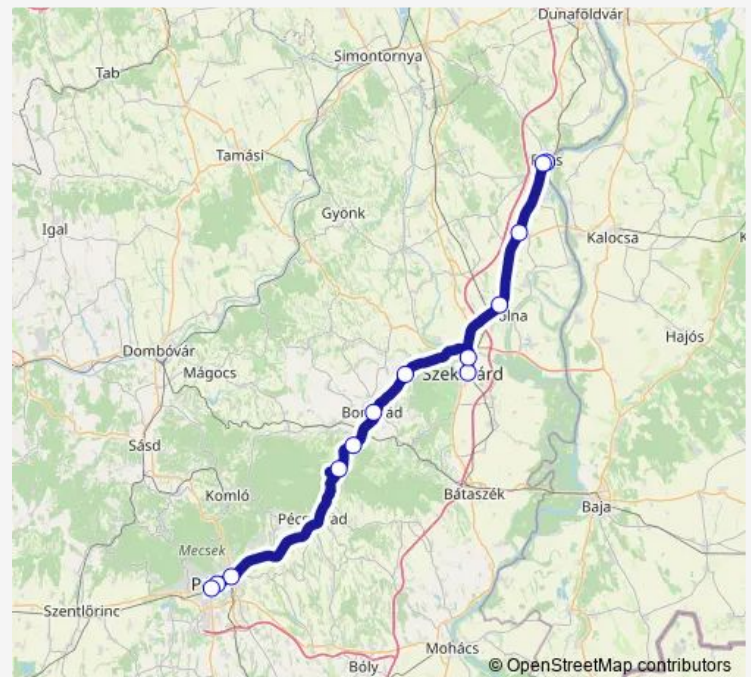 Dunaföldvár
Simontornya
Tab
Tamási
Gyönk
Igal
Kalocsa
Hajós
Dombóvár
Mágocs
Sásd
Komló
Bátaszék
Baja
Mecsek
Szentlőrinc
Mohács
Bóly
© OpenStreetMap contributors